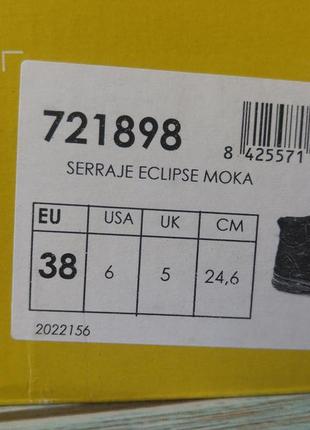 721898
SERRAJE ECLIPSE MOKA
8 425571
EU USA UK CM
38 6 5 24,6
2022156